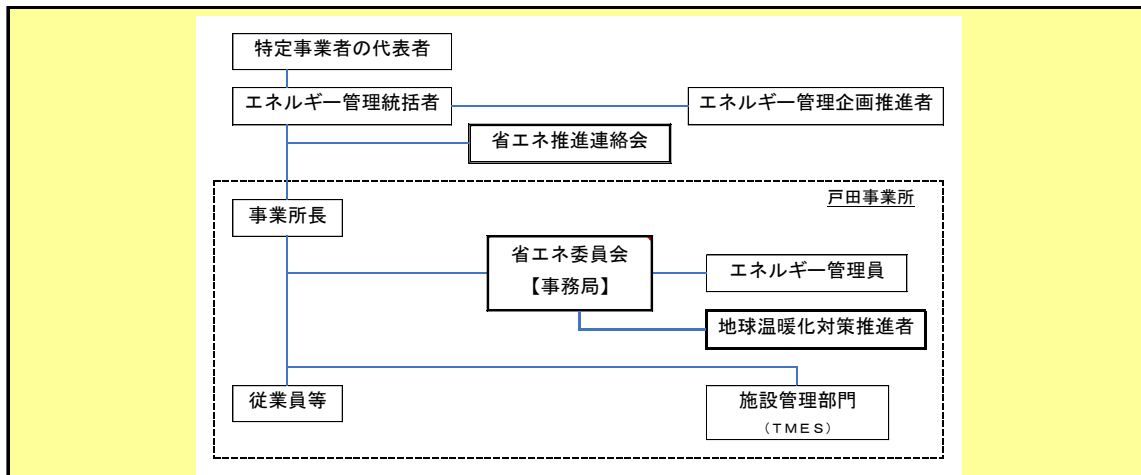 特定事業者の代表者
エネルギー管理統括者
エネルギー管理企画推進者
省エネ推進連絡会
戸田事業所
事業所長
省エネ委員会
【事務局】
エネルギー管理員
地球温暖化対策推進者
従業員等
施設管理部門
（ＴＭＥＳ）